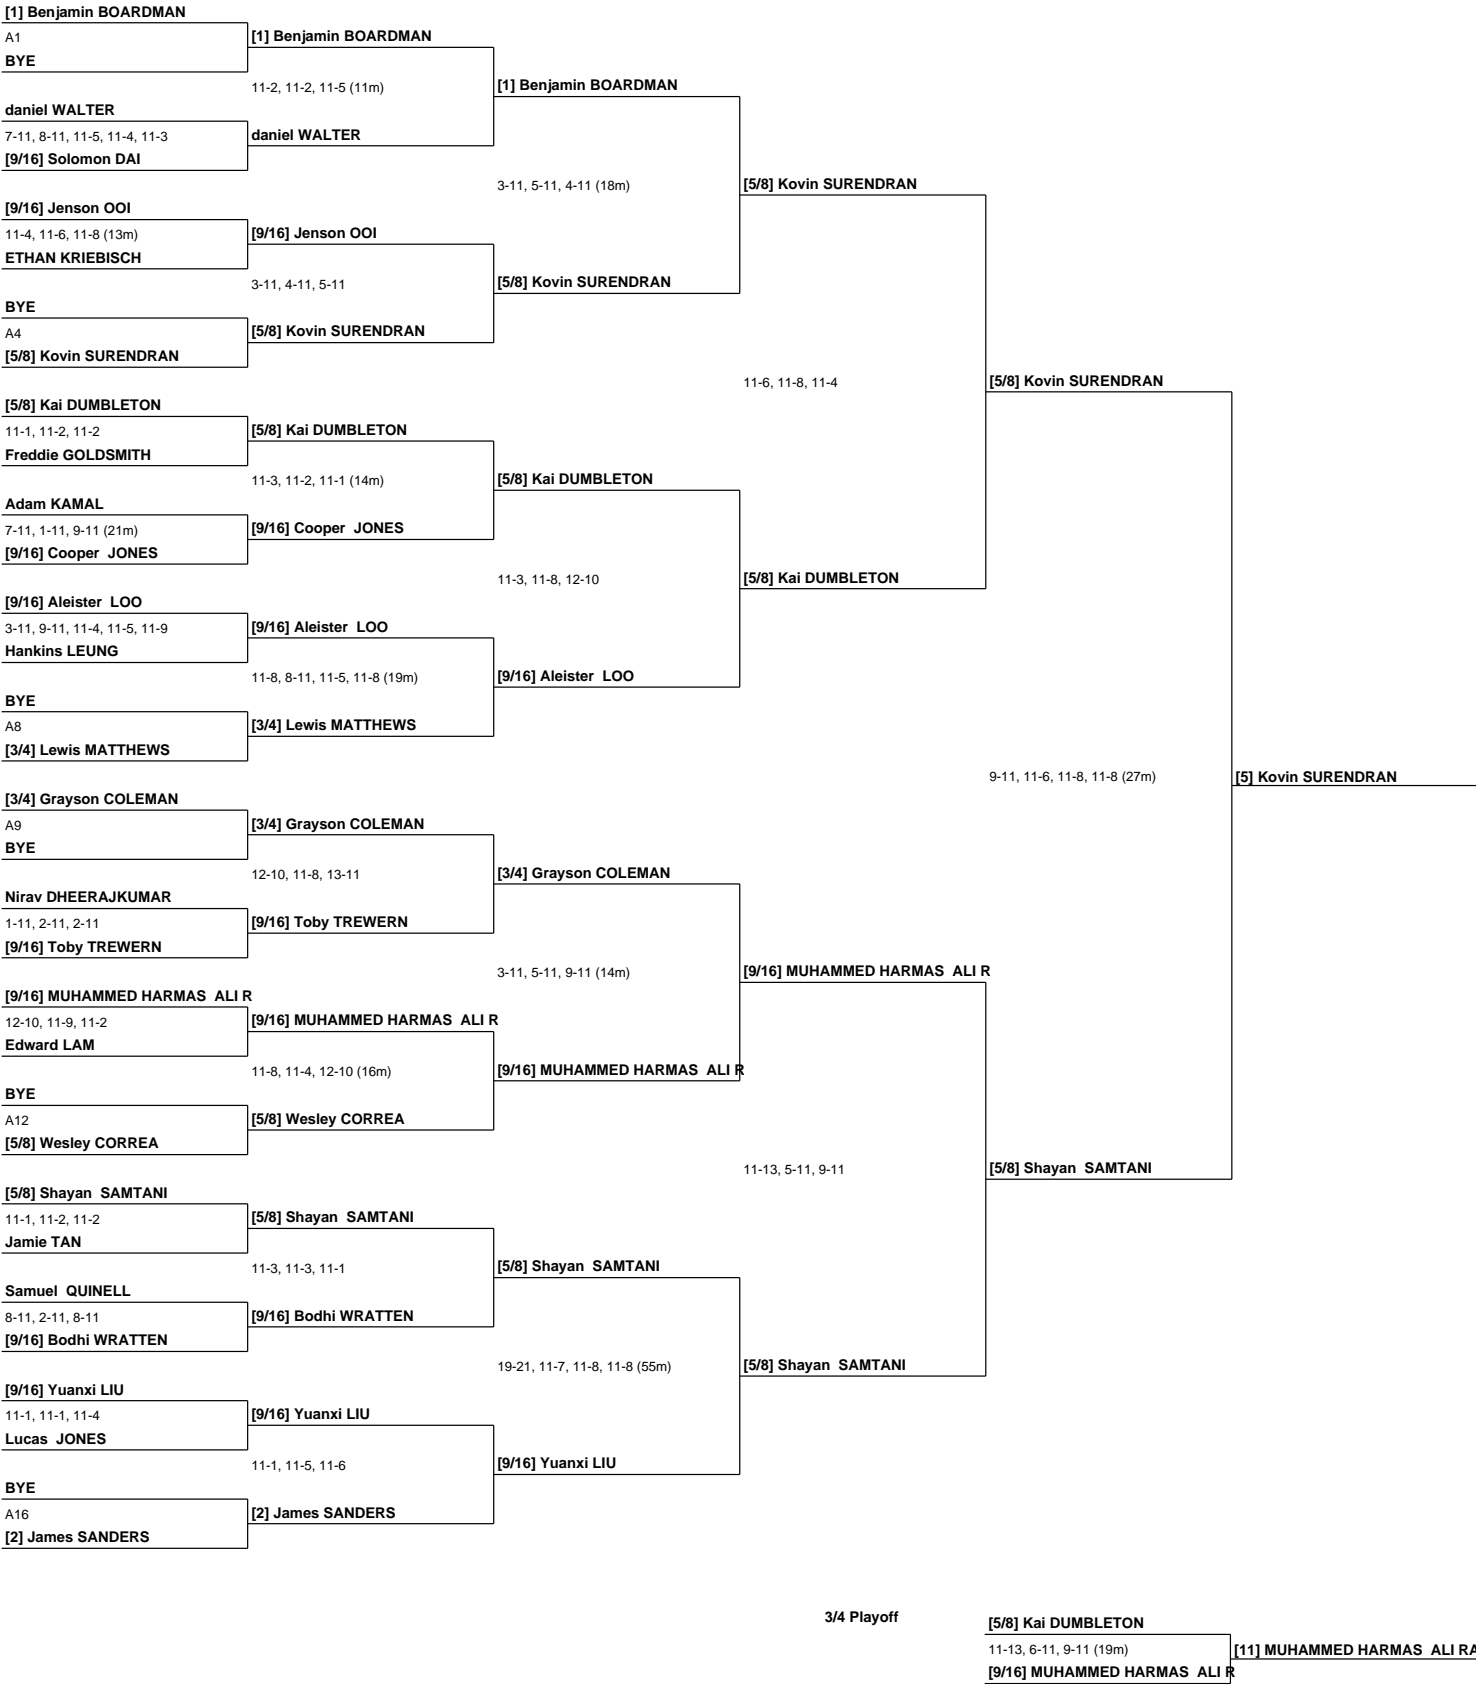 [1] Benjamin BOARDMAN
A1
BYE
daniel WALTER
7-11, 8-11, 11-5, 11-4, 11-3
[9/16] Solomon DAI
[9/16] Jenson OOI
11-4, 11-6, 11-8 (13m)
ETHAN KRIEBISCH
BYE
A4
[5/8] Kovin SURENDRAN
[5/8] Kai DUMBLETON
11-1, 11-2, 11-2
Freddie GOLDSMITH
Adam KAMAL
7-11, 1-11, 9-11 (21m)
[9/16] Cooper  JONES
[9/16] Aleister  LOO
3-11, 9-11, 11-4, 11-5, 11-9
Hankins LEUNG
BYE
A8
[3/4] Lewis MATTHEWS
[3/4] Grayson COLEMAN
A9
BYE
Nirav DHEERAJKUMAR
1-11, 2-11, 2-11
[9/16] Toby TREWERN
[9/16] MUHAMMED HARMAS  ALI R
12-10, 11-9, 11-2
Edward LAM
BYE
A12
[5/8] Wesley CORREA
[5/8] Shayan  SAMTANI
11-1, 11-2, 11-2
Jamie TAN
Samuel  QUINELL
8-11, 2-11, 8-11
[9/16] Bodhi WRATTEN
[9/16] Yuanxi LIU
11-1, 11-1, 11-4
Lucas  JONES
BYE
A16
[2] James SANDERS
[1] Benjamin BOARDMAN
11-2, 11-2, 11-5 (11m)
daniel WALTER
[9/16] Jenson OOI
3-11, 4-11, 5-11
[5/8] Kovin SURENDRAN
[5/8] Kai DUMBLETON
11-3, 11-2, 11-1 (14m)
[9/16] Cooper  JONES
[9/16] Aleister  LOO
11-8, 8-11, 11-5, 11-8 (19m)
[3/4] Lewis MATTHEWS
[3/4] Grayson COLEMAN
12-10, 11-8, 13-11
[9/16] Toby TREWERN
[9/16] MUHAMMED HARMAS  ALI R
11-8, 11-4, 12-10 (16m)
[5/8] Wesley CORREA
[5/8] Shayan  SAMTANI
11-3, 11-3, 11-1
[9/16] Bodhi WRATTEN
[9/16] Yuanxi LIU
11-1, 11-5, 11-6
[2] James SANDERS
[1] Benjamin BOARDMAN
3-11, 5-11, 4-11 (18m)
[5/8] Kovin SURENDRAN
[5/8] Kai DUMBLETON
11-3, 11-8, 12-10
[9/16] Aleister  LOO
[3/4] Grayson COLEMAN
3-11, 5-11, 9-11 (14m)
[9/16] MUHAMMED HARMAS  ALI R
[5/8] Shayan  SAMTANI
19-21, 11-7, 11-8, 11-8 (55m)
[9/16] Yuanxi LIU
[5/8] Kovin SURENDRAN
11-6, 11-8, 11-4
[5/8] Kai DUMBLETON
[9/16] MUHAMMED HARMAS  ALI R
11-13, 5-11, 9-11
[5/8] Shayan  SAMTANI
[5/8] Kovin SURENDRAN
9-11, 11-6, 11-8, 11-8 (27m)
[5/8] Shayan  SAMTANI
[5] Kovin SURENDRAN
3/4 Playoff
[5/8] Kai DUMBLETON
11-13, 6-11, 9-11 (19m)
[9/16] MUHAMMED HARMAS  ALI R
[11] MUHAMMED HARMAS  ALI RA